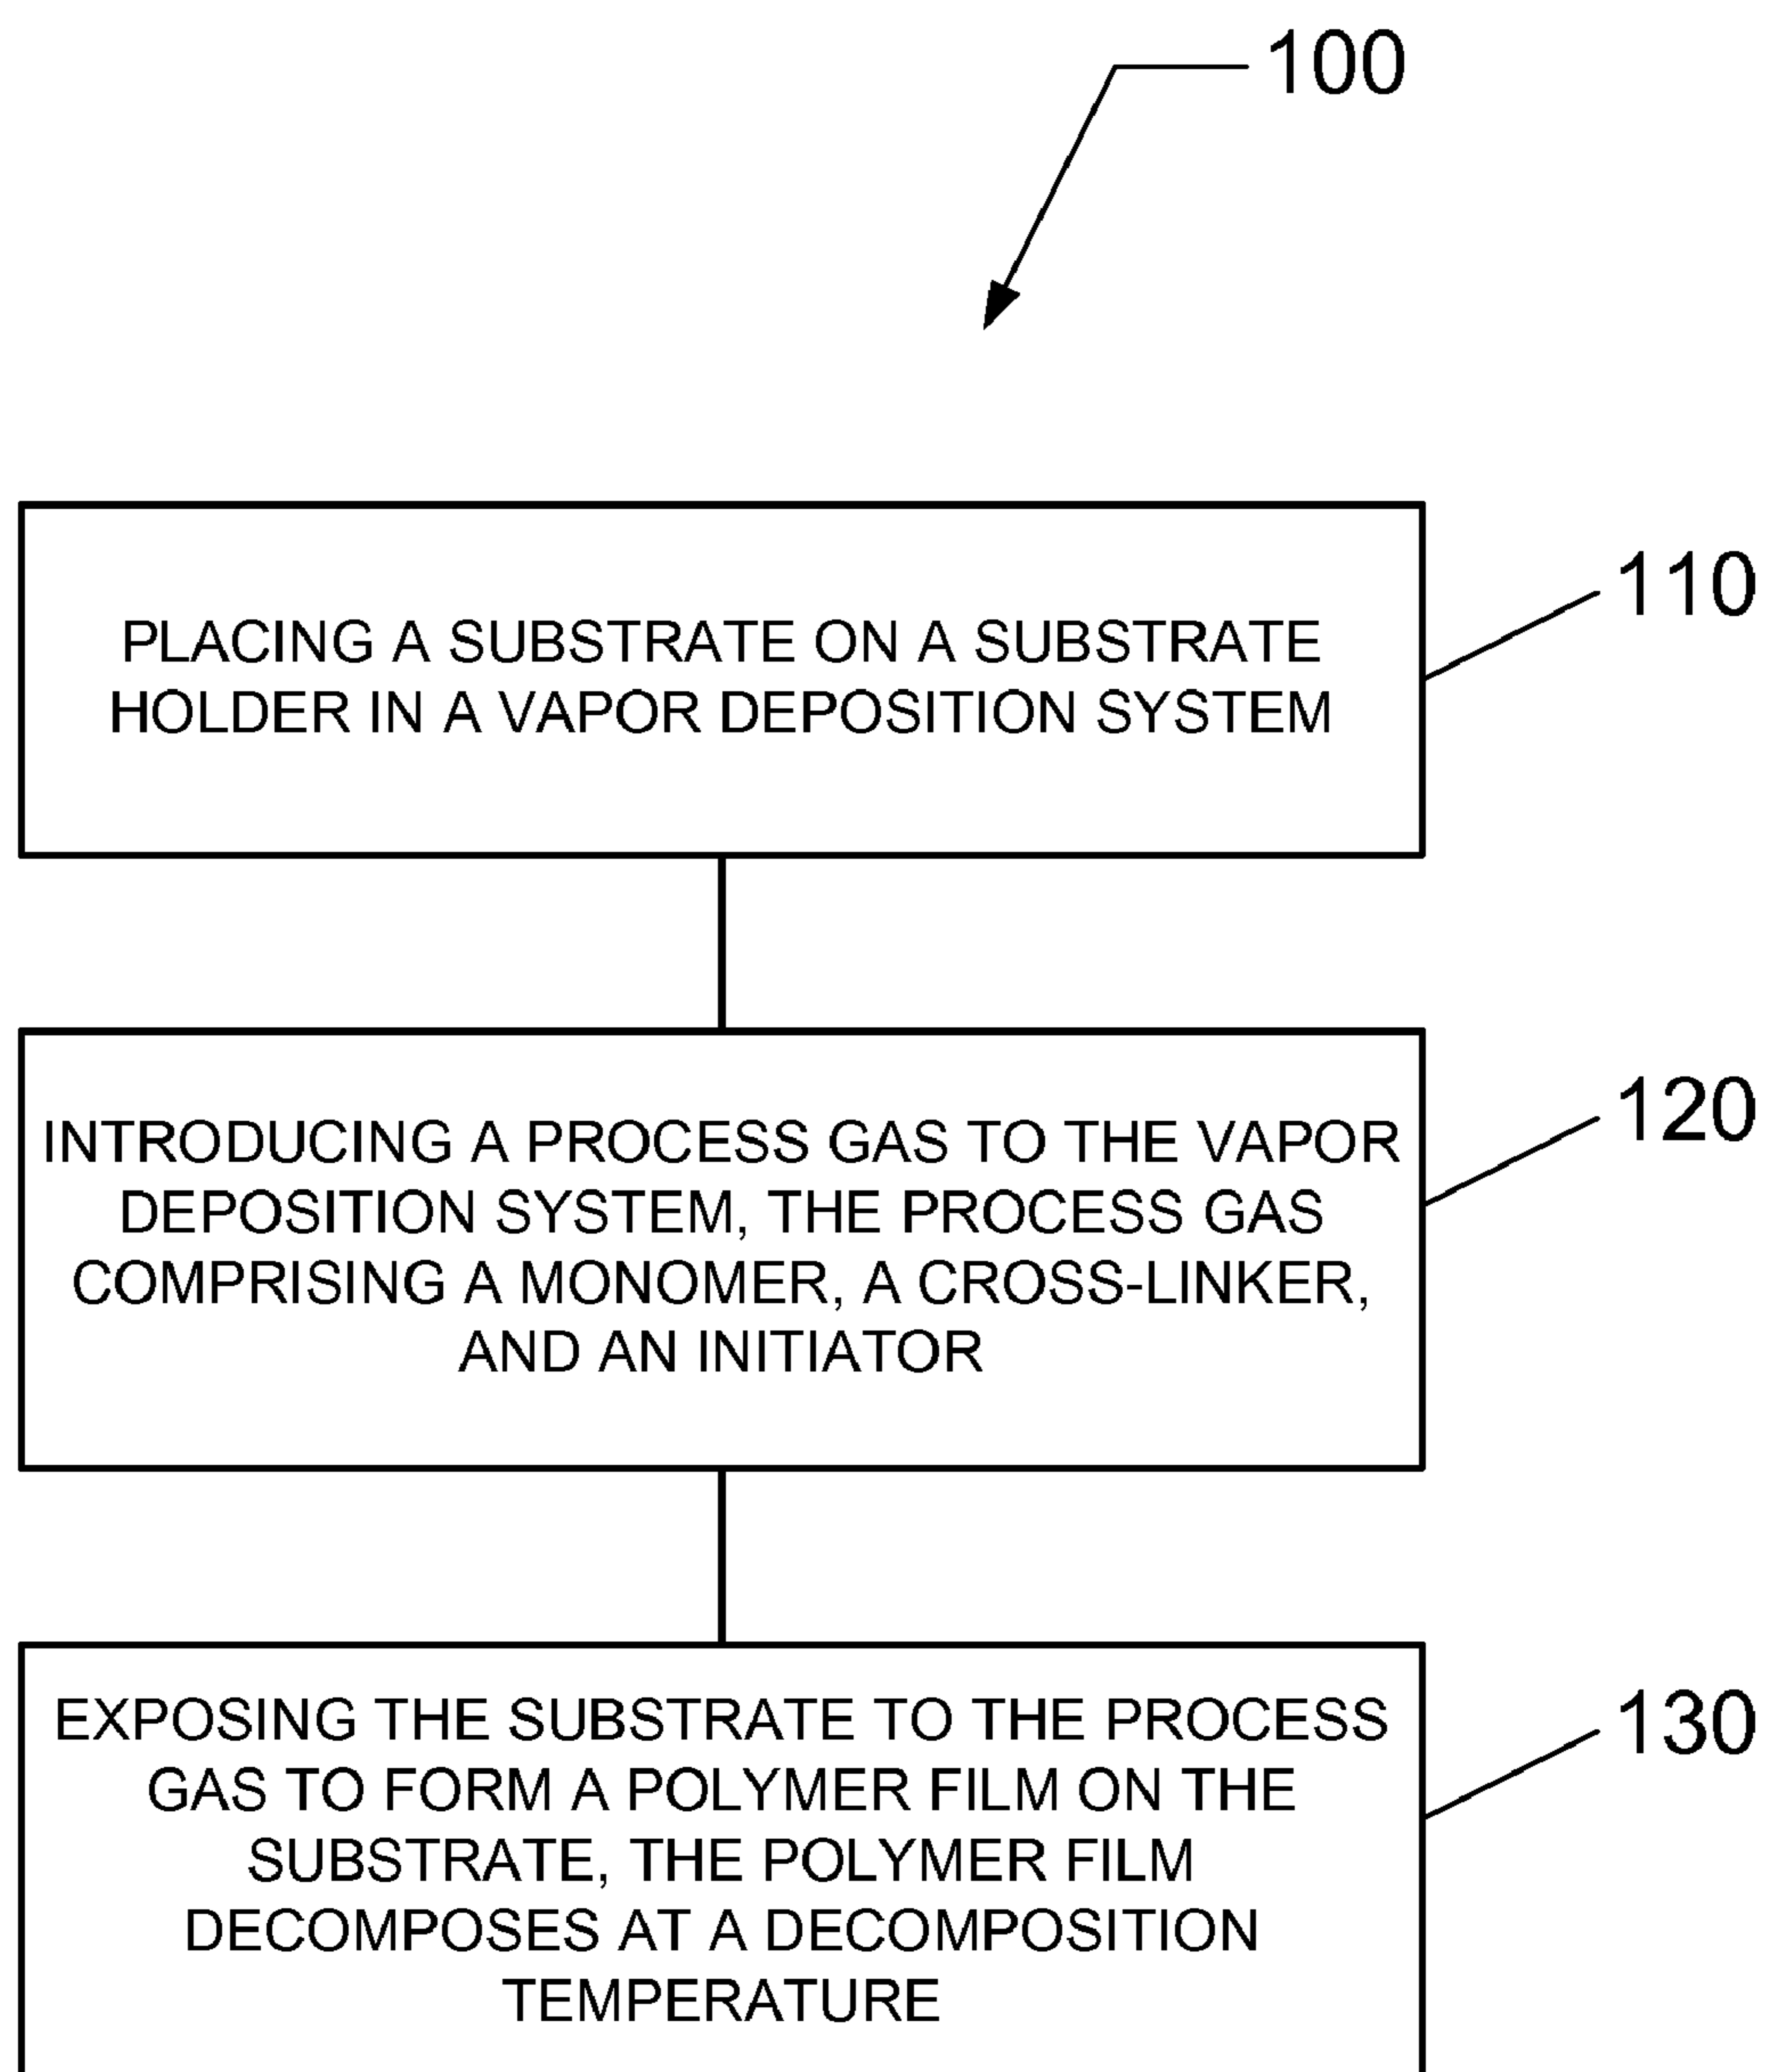 100
PLACING A SUBSTRATE ON A SUBSTRATE
HOLDER IN A VAPOR DEPOSITION SYSTEM
110
INTRODUCING A PROCESS GAS TO THE VAPOR
DEPOSITION SYSTEM, THE PROCESS GAS
COMPRISING A MONOMER, A CROSS-LINKER,
AND AN INITIATOR
120
EXPOSING THE SUBSTRATE TO THE PROCESS
GAS TO FORM A POLYMER FILM ON THE
SUBSTRATE, THE POLYMER FILM
DECOMPOSES AT A DECOMPOSITION
TEMPERATURE
130